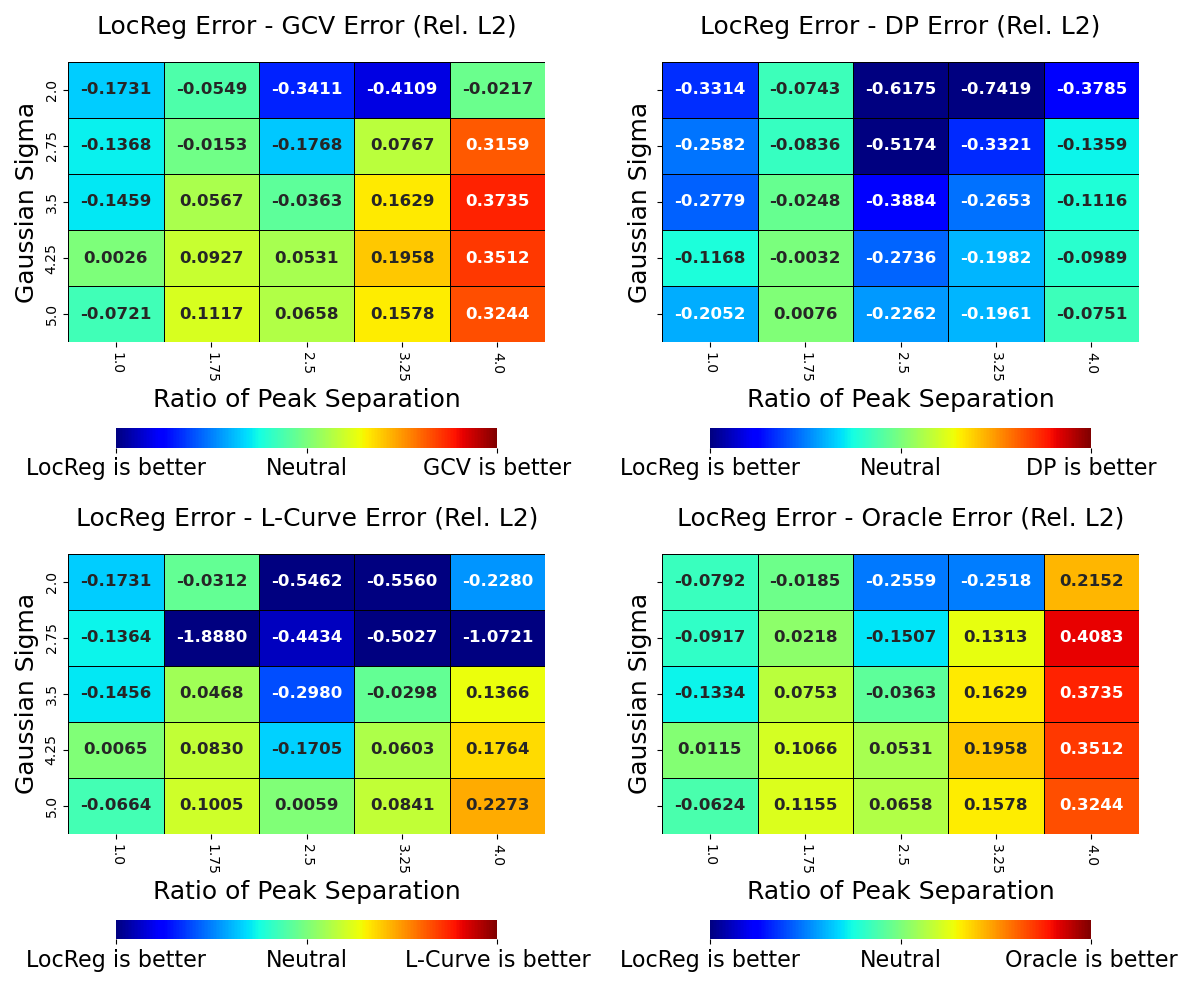 LocReg Error - GCV Error (Rel. L2)
Gaussian Sigma
2.0 -0.1731 -0.0549 -0.3411 -0.4109 -0.0217
2.75 -0.1368 -0.0153 -0.1768 0.0767 0.3159
3.5 -0.1459 0.0567 -0.0363 0.1629 0.3735
4.25 0.0026 0.0927 0.0531 0.1958 0.3512
5.0 -0.0721 0.1117 0.0658 0.1578 0.3244
1.0 1.75 2.5 3.25 4.0
Ratio of Peak Separation
LocReg is better Neutral GCV is better
LocReg Error - DP Error (Rel. L2)
Gaussian Sigma
-0.3314 -0.0743 -0.6175 -0.7419 -0.3785
-0.2582 -0.0836 -0.5174 -0.3321 -0.1359
-0.2779 -0.0248 -0.3884 -0.2653 -0.1116
-0.1168 -0.0032 -0.2736 -0.1982 -0.0989
-0.2052 0.0076 -0.2262 -0.1961 -0.0751
1.0 1.75 2.5 3.25 4.0
Ratio of Peak Separation
LocReg is better Neutral DP is better
LocReg Error - L-Curve Error (Rel. L2)
Gaussian Sigma
2.0 -0.1731 -0.0312 -0.5462 -0.5560 -0.2280
2.75 -0.1364 -1.8880 -0.4434 -0.5027 -1.0721
3.5 -0.1456 0.0468 -0.2980 -0.0298 0.1366
4.25 0.0065 0.0830 -0.1705 0.0603 0.1764
5.0 -0.0664 0.1005 0.0059 0.0841 0.2273
1.0 1.75 2.5 3.25 4.0
Ratio of Peak Separation
LocReg is better Neutral L-Curve is better
LocReg Error - Oracle Error (Rel. L2)
Gaussian Sigma
-0.0792 -0.0185 -0.2559 -0.2518 0.2152
-0.0917 0.0218 -0.1507 0.1313 0.4083
-0.1334 0.0753 -0.0363 0.1629 0.3735
0.0115 0.1066 0.0531 0.1958 0.3512
-0.0624 0.1155 0.0658 0.1578 0.3244
1.0 1.75 2.5 3.25 4.0
Ratio of Peak Separation
LocReg is better Neutral Oracle is better